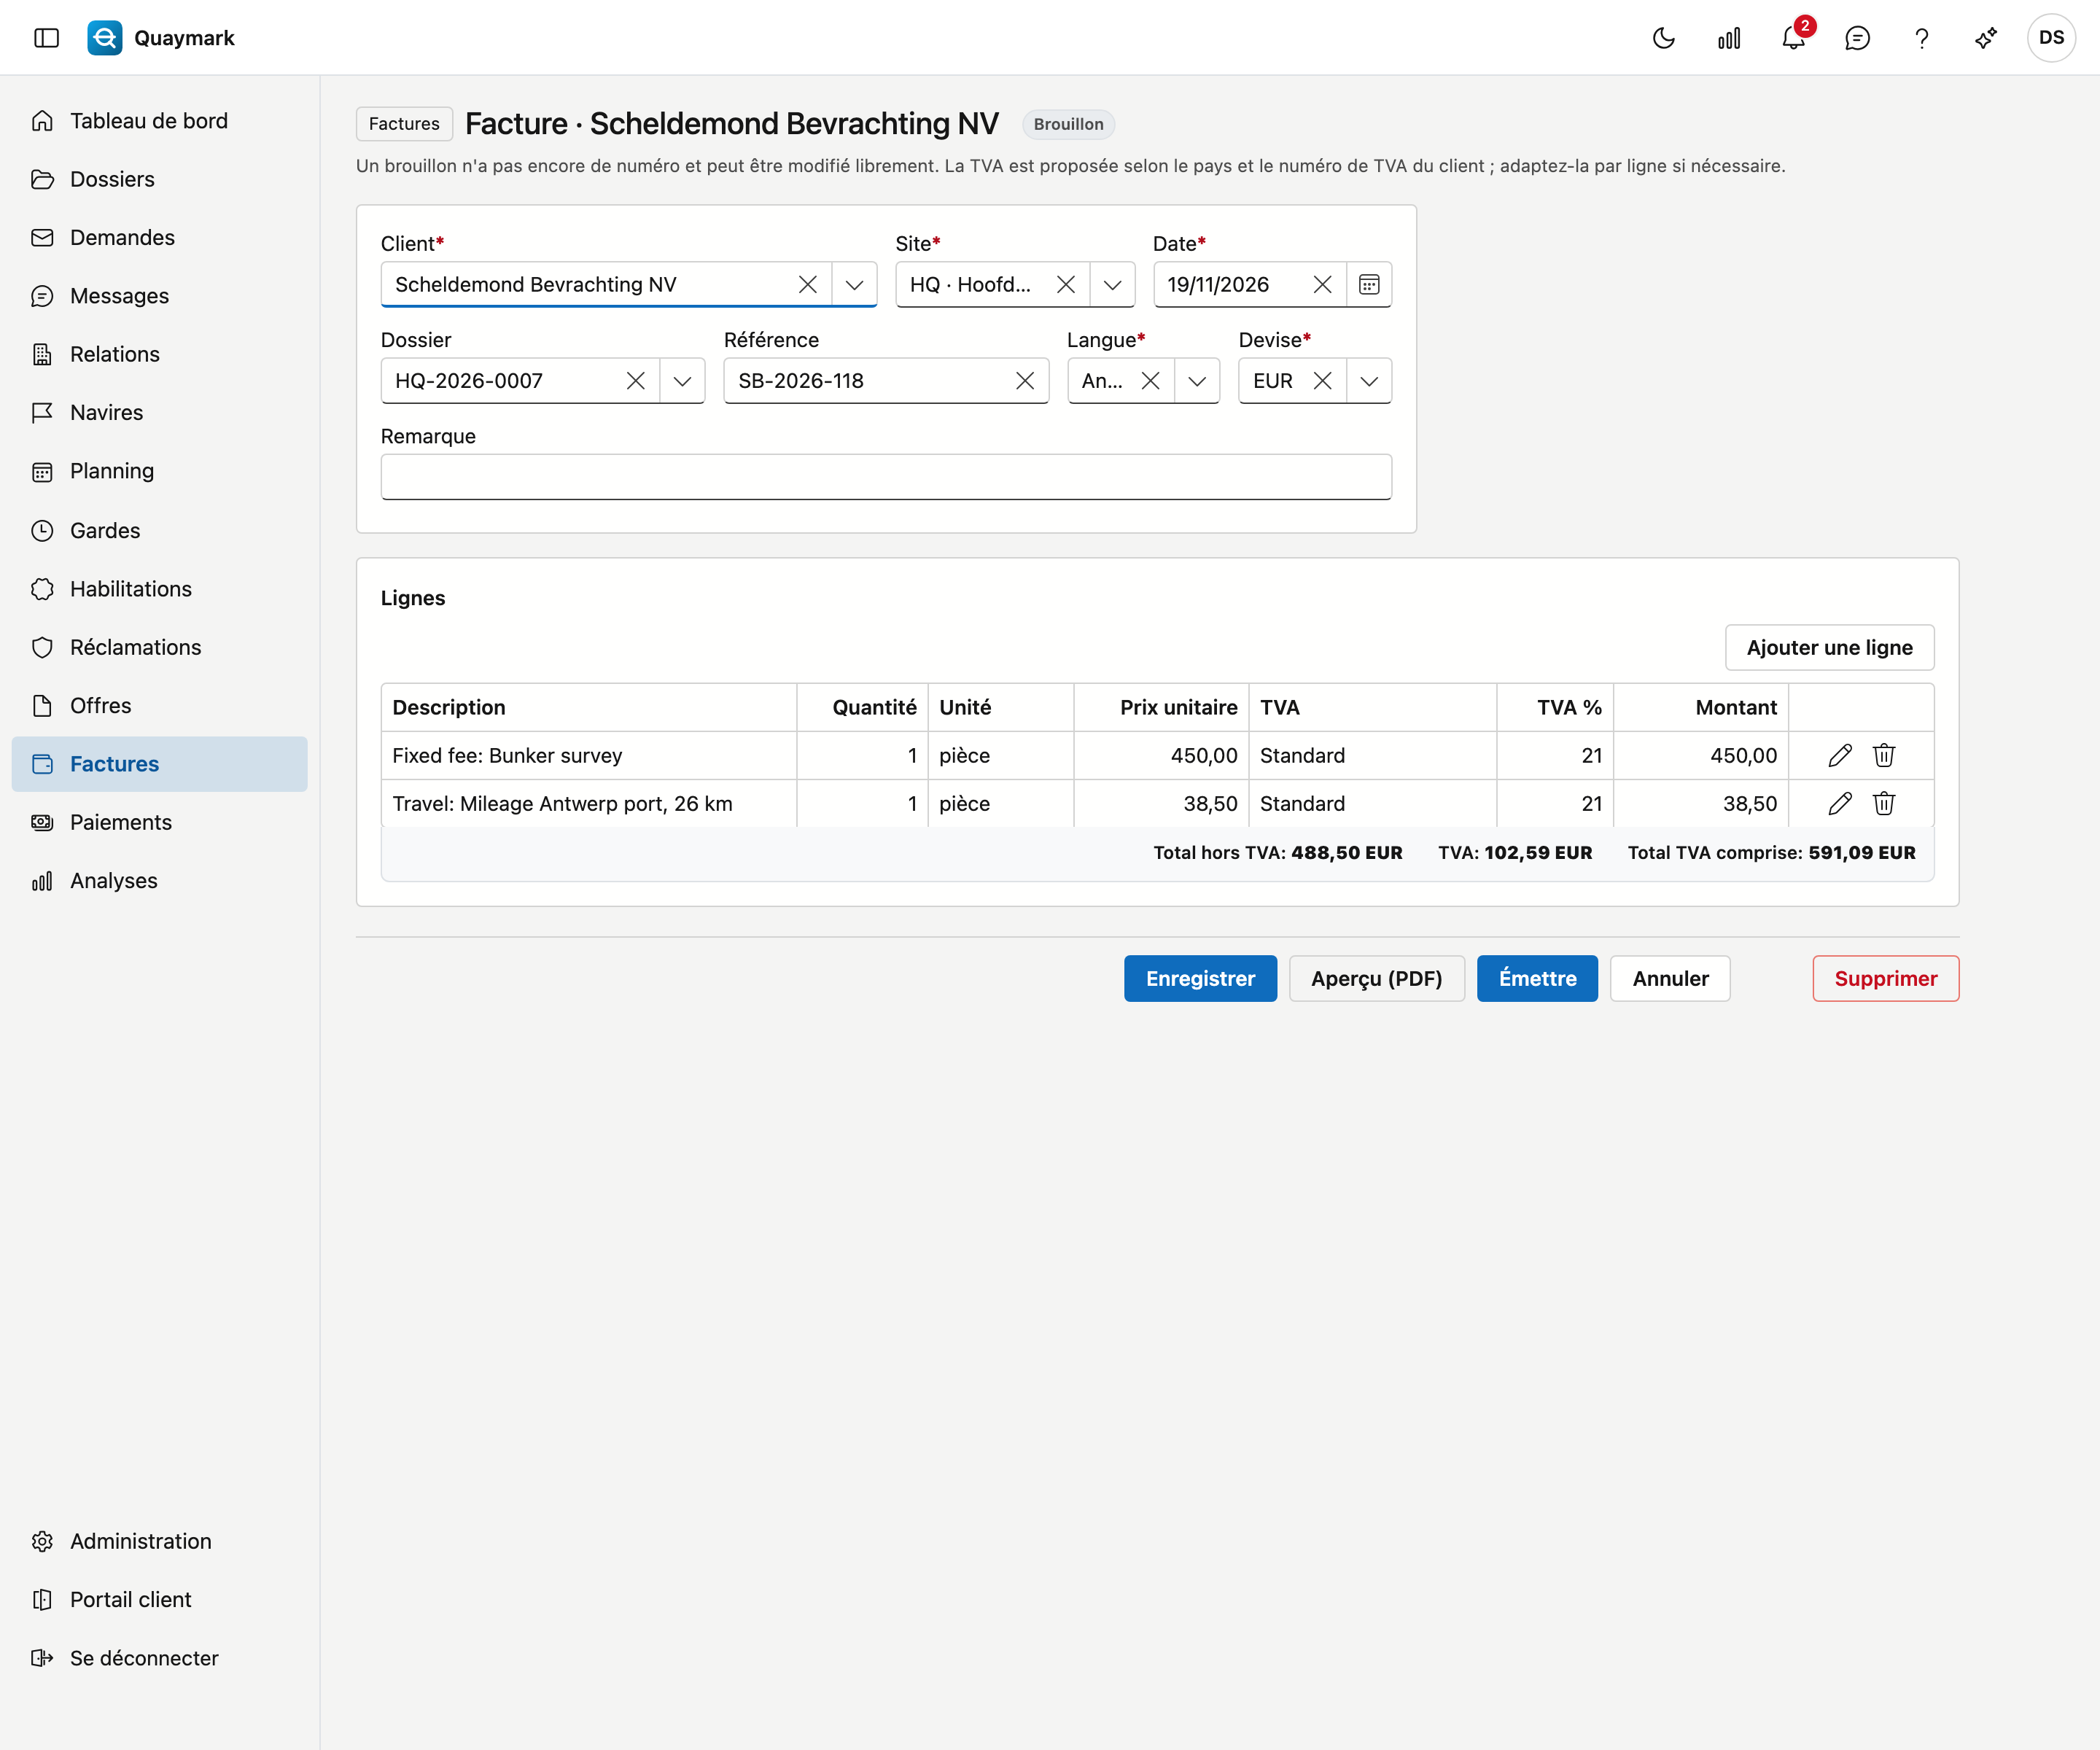 Quaymark
2
DS
Tableau de bord
Dossiers
Demandes
Messages
Relations
Navires
Planning
Gardes
Habilitations
Réclamations
Offres
Factures
Paiements
Analyses
Administration
Portail client
Se déconnecter
Factures
Facture · Scheldemond Bevrachting NV
Brouillon
Un brouillon n'a pas encore de numéro et peut être modifié librement. La TVA est proposée selon le pays et le numéro de TVA du client ; adaptez-la par ligne si nécessaire.
Client* Site* Date*
Scheldemond Bevrachting NV HQ · Hoofd... 19/11/2026
Dossier Référence Langue* Devise*
HQ-2026-0007 SB-2026-118 An... EUR
Remarque
Lignes
Ajouter une ligne
Description Quantité Unité Prix unitaire TVA TVA % Montant
Fixed fee: Bunker survey 1 pièce 450,00 Standard 21 450,00
Travel: Mileage Antwerp port, 26 km 1 pièce 38,50 Standard 21 38,50
Total hors TVA: 488,50 EUR TVA: 102,59 EUR Total TVA comprise: 591,09 EUR
Enregistrer Aperçu (PDF) Émettre Annuler Supprimer